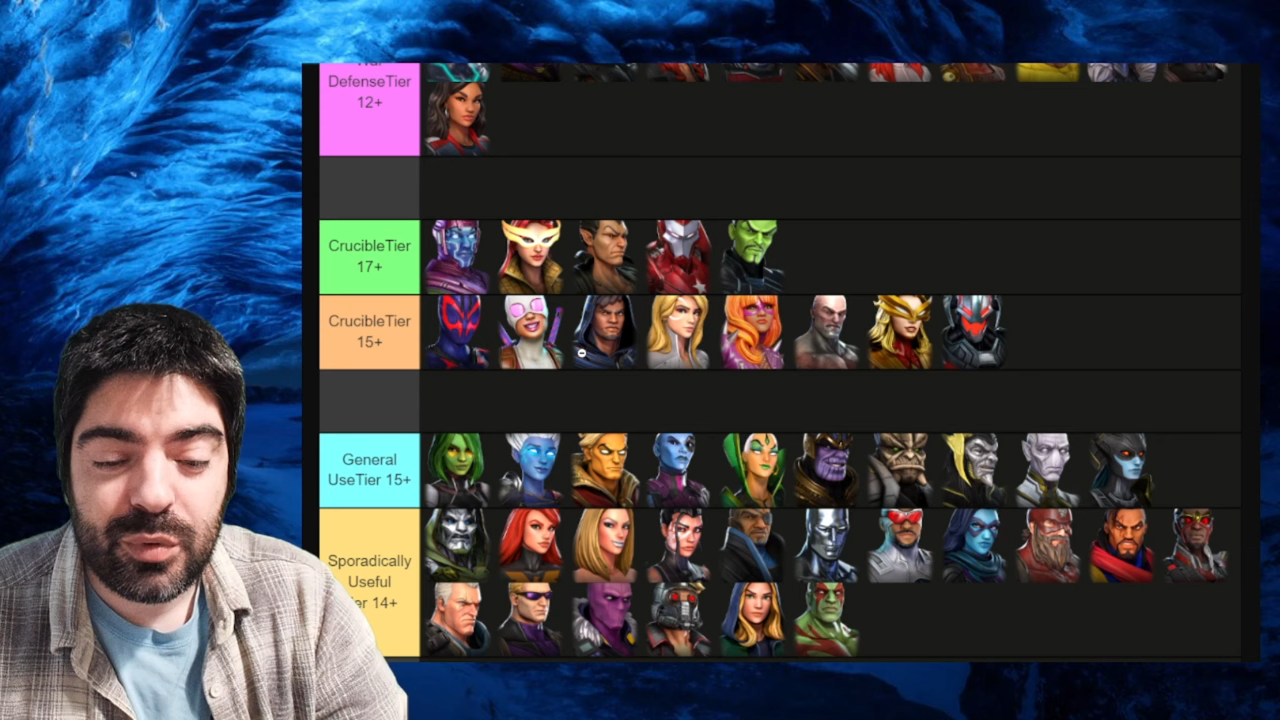 DefenseTier
12+
CrucibleTier
17+
CrucibleTier
15+
General
UseTier 15+
Sporadically
Useful
14+